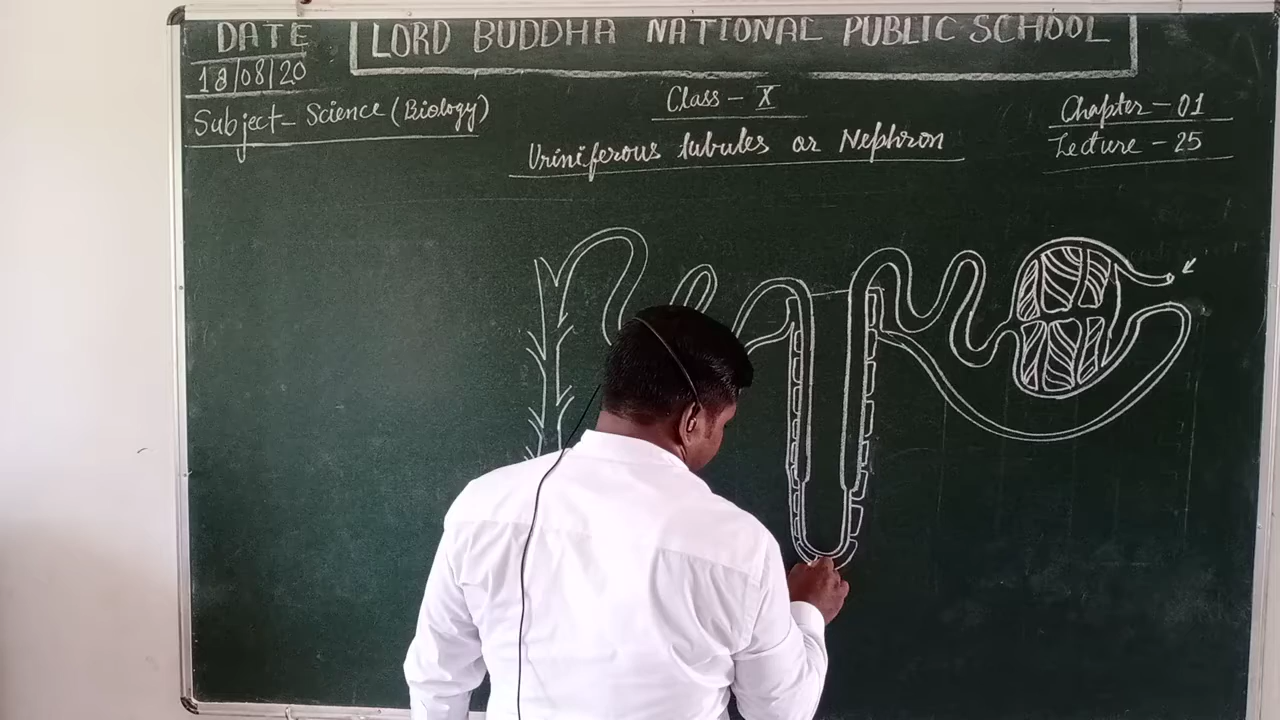 DATE
18/08/20
LORD BUDDHA NATIONAL PUBLIC SCHOOL
Subject- Science (Biology)
Class - X
Chapter - 01
Lecture - 25
Uriniferous tubules or Nephron